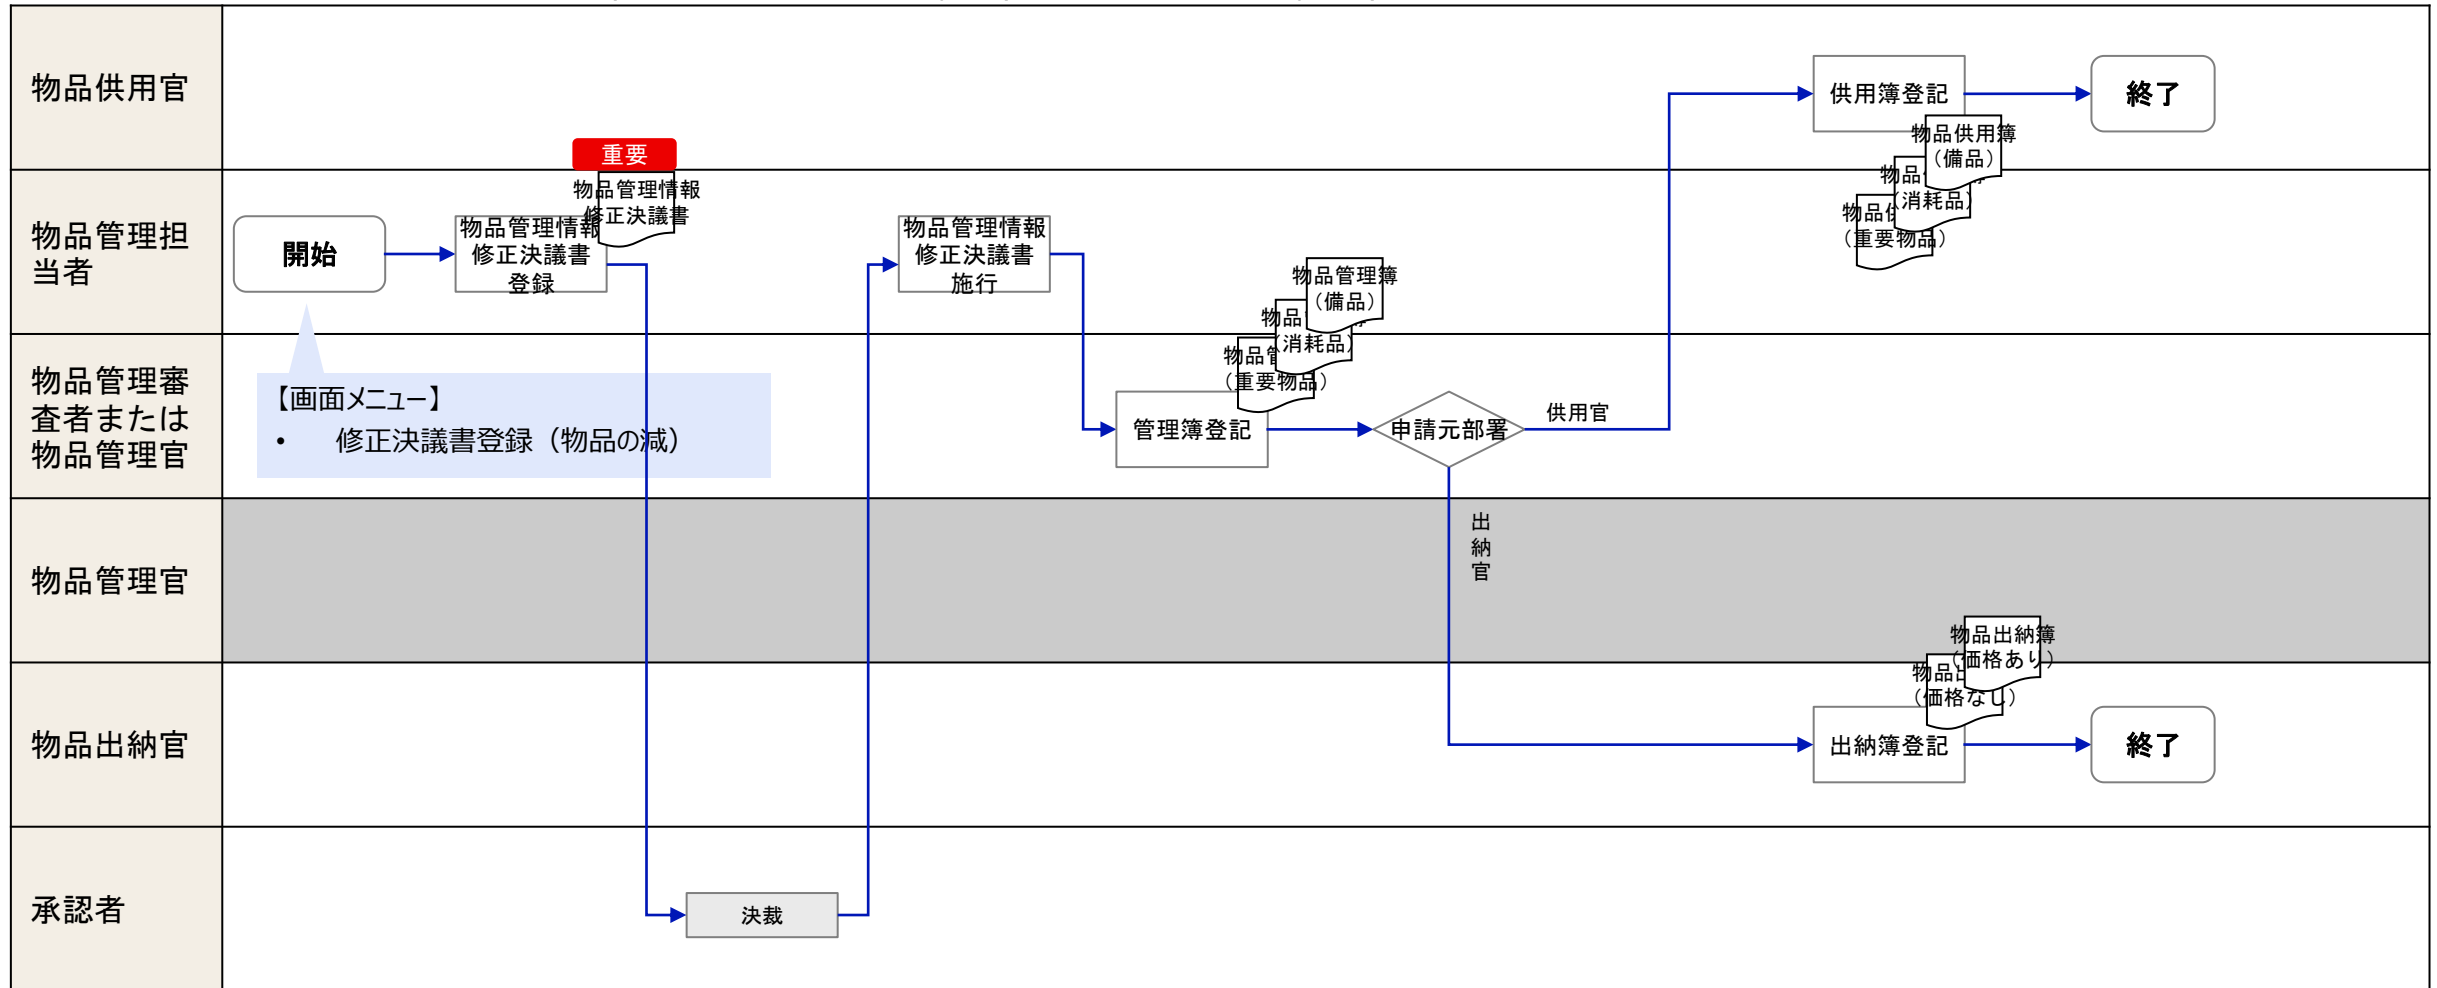 物品供用官
供用簿登記
終了
物品供用簿
（備品）
（消耗品）
（重要物品）
重要
物品管理担
当者
開始
物品管理情報
修正決議書
登録
物品管理情報
修正決議書
物品管理情報
修正決議書
施行
物品管理簿
（備品）
（消耗品）
（重要物品）
物品管理審
査者または
物品管理官
【画面メニュー】
• 修正決議書登録（物品の減）
管理簿登記
申請元部署
供用官
物品管理官
出
納
官
物品出納官
物品出納簿
（価格あり）
（価格なし）
出納簿登記
終了
承認者
決裁